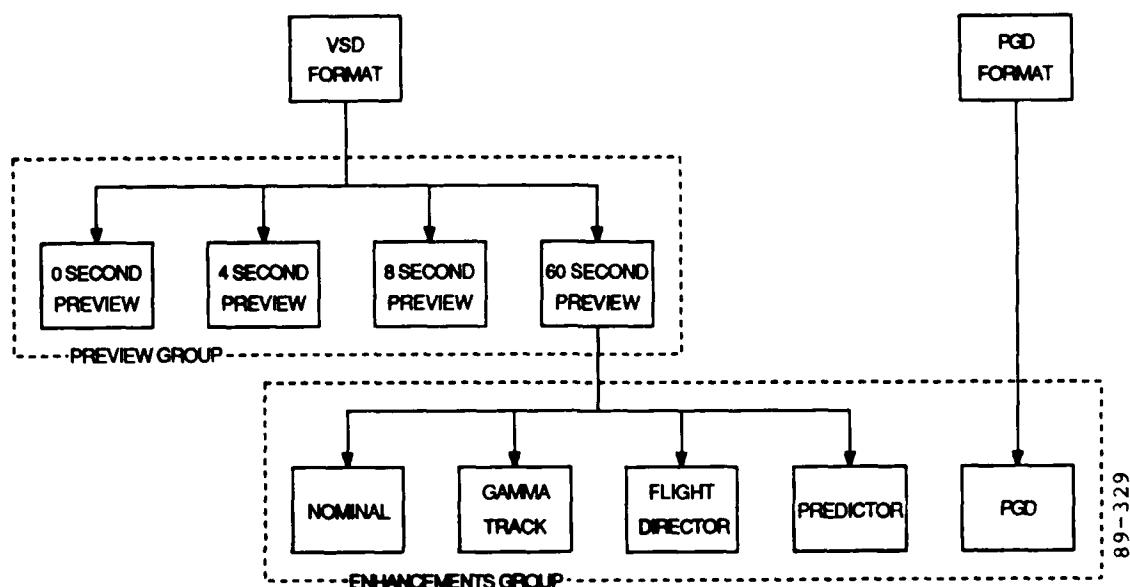 VSD
FORMAT
PGD
FORMAT
0 SECOND
PREVIEW
4 SECOND
PREVIEW
8 SECOND
PREVIEW
60 SECOND
PREVIEW
PREVIEW GROUP
NOMINAL
GAMMA
TRACK
FLIGHT
DIRECTOR
PREDICTOR
PGD
ENHANCEMENTS GROUP
89-329